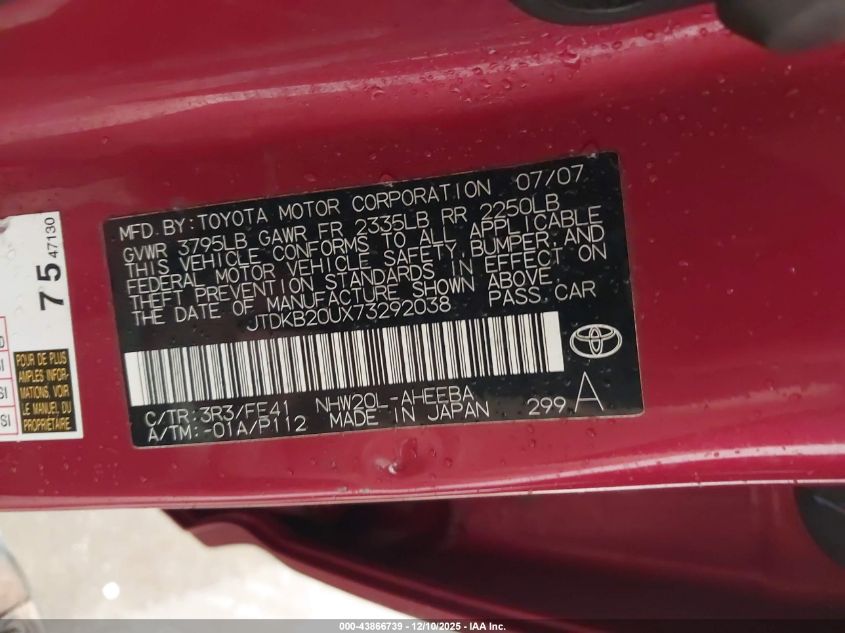 MFD. BY: TOYOTA MOTOR CORPORATION 07/07
GVWR 3795LB GAWR FR 2335LB RR 2250LB
THIS VEHICLE CONFORMS TO ALL APPLICABLE
FEDERAL MOTOR VEHICLE SAFETY, BUMPER, AND
THEFT PREVENTION STANDARDS IN EFFECT ON
THE DATE OF MANUFACTURE SHOWN ABOVE.
JTDKB20UX73292038 PASS. CAR
C/TR: 3R3/FE41 NHW20L-AHEEBA
A/TM: -01A/P112 MADE IN JAPAN 299 A
75 47130
POUR DE PLUS
AMPLES INFOR-
MATIONS, VOIR
LE MANUEL DU
AU VOLANT.
000-43866739 - 12/10/2025 - IAA Inc.